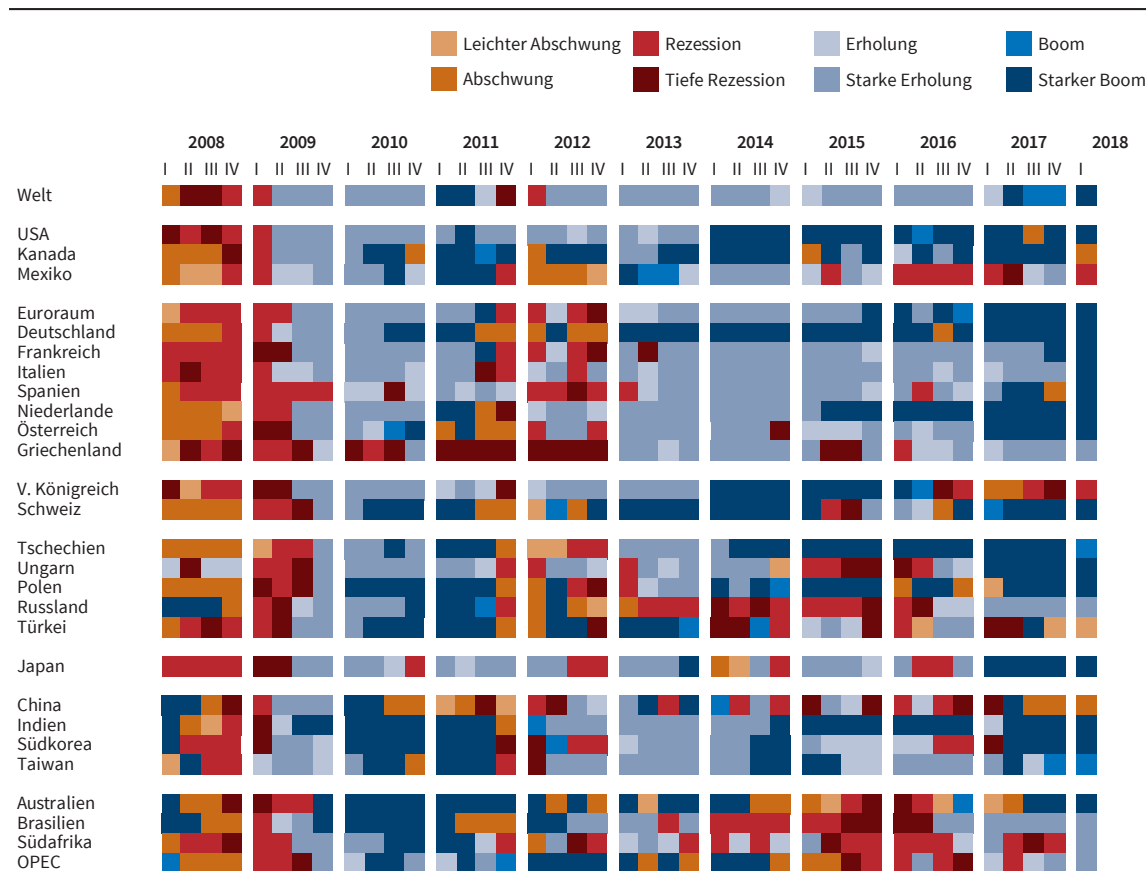 Leichter Abschwung Rezession Erholung Boom
Abschwung Tiefe Rezession Starke Erholung Starker Boom
2008 2009 2010 2011 2012 2013 2014 2015 2016 2017 2018
I II III IV I II III IV I II III IV I II III IV I II III IV I II III IV I II III IV I II III IV I II III IV I II III IV I
Welt
USA
Kanada
Mexiko
Euroraum
Deutschland
Frankreich
Italien
Spanien
Niederlande
Österreich
Griechenland
V. Königreich
Schweiz
Tschechien
Ungarn
Polen
Russland
Türkei
Japan
China
Indien
Südkorea
Taiwan
Australien
Brasilien
Südafrika
OPEC